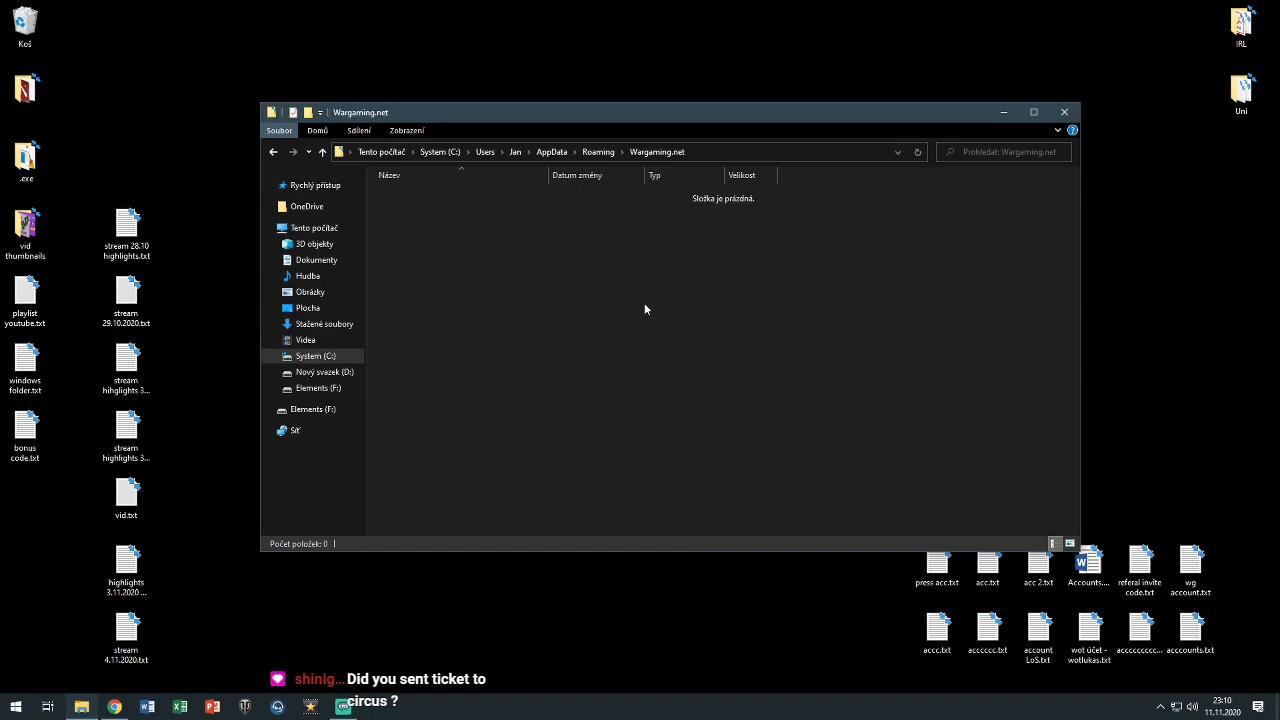 Koš
.exe
vid
thumbnails
playlist
youtube.txt
windows
folder.txt
bonus
code.txt
stream 28.10
highlights.txt
stream
29.10.2020.txt
stream
hihglights 3...
stream
highlights 3...
vid.txt
highlights
3.11.2020 ...
stream
4.11.2020.txt
Wargaming.net
Soubor
Domů
Sdílení
Zobrazení
Tento počítač > System (C:) > Users > Jan > AppData > Roaming > Wargaming.net
Prohledat: Wargaming.net
Název
Datum změny
Typ
Velikost
Složka je prázdná.
Rychlý přístup
OneDrive
Tento počítač
3D objekty
Dokumenty
Hudba
Obrázky
Plocha
Stažené soubory
Videa
System (C:)
Nový svazek (D:)
Elements (F:)
Elements (F:)
Síť
Počet položek: 0
IRL
Uni
press acc.txt
acc.txt
acc 2.txt
Accounts....
referal invite
code.txt
wg
account.txt
accc.txt
acccccc.txt
account
LoS.txt
wot účet -
wotlukas.txt
acccccccccc...
acccounts.txt
shinig... Did you sent ticket to
circus ?
23:10
11.11.2020